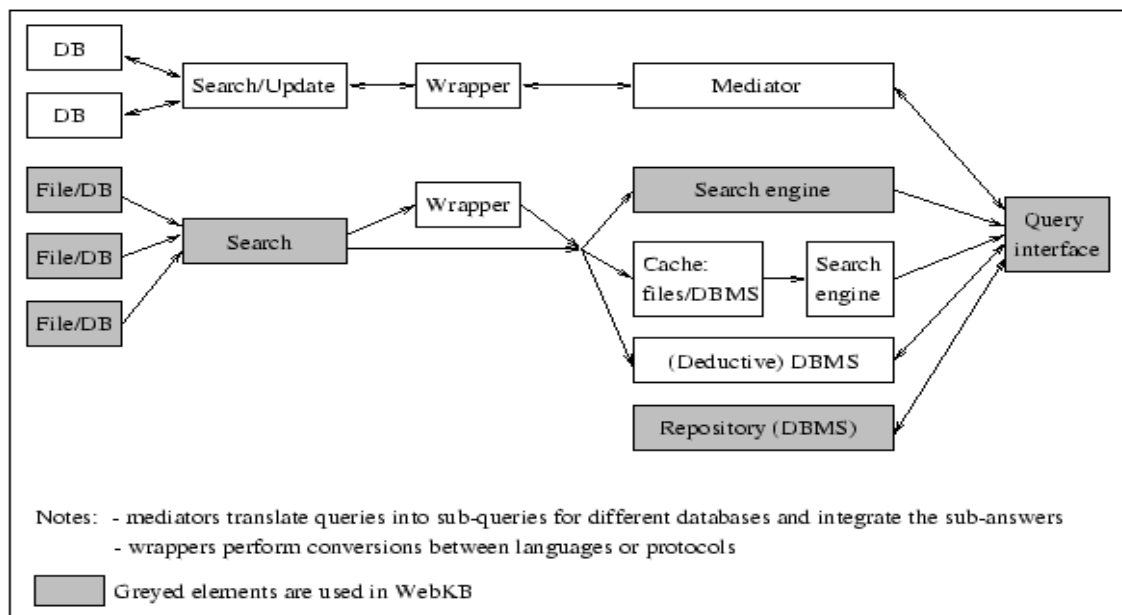 DB
Search/Update
Wrapper
Mediator
DB
File/DB
Wrapper
Search engine
File/DB
Search
Query
interface
Cache:
files/DBMS
Search
engine
File/DB
(Deductive) DBMS
Repository (DBMS)
Notes: - mediators translate queries into sub-queries for different databases and integrate the sub-answers
- wrappers perform conversions between languages or protocols
Greyed elements are used in WebKB